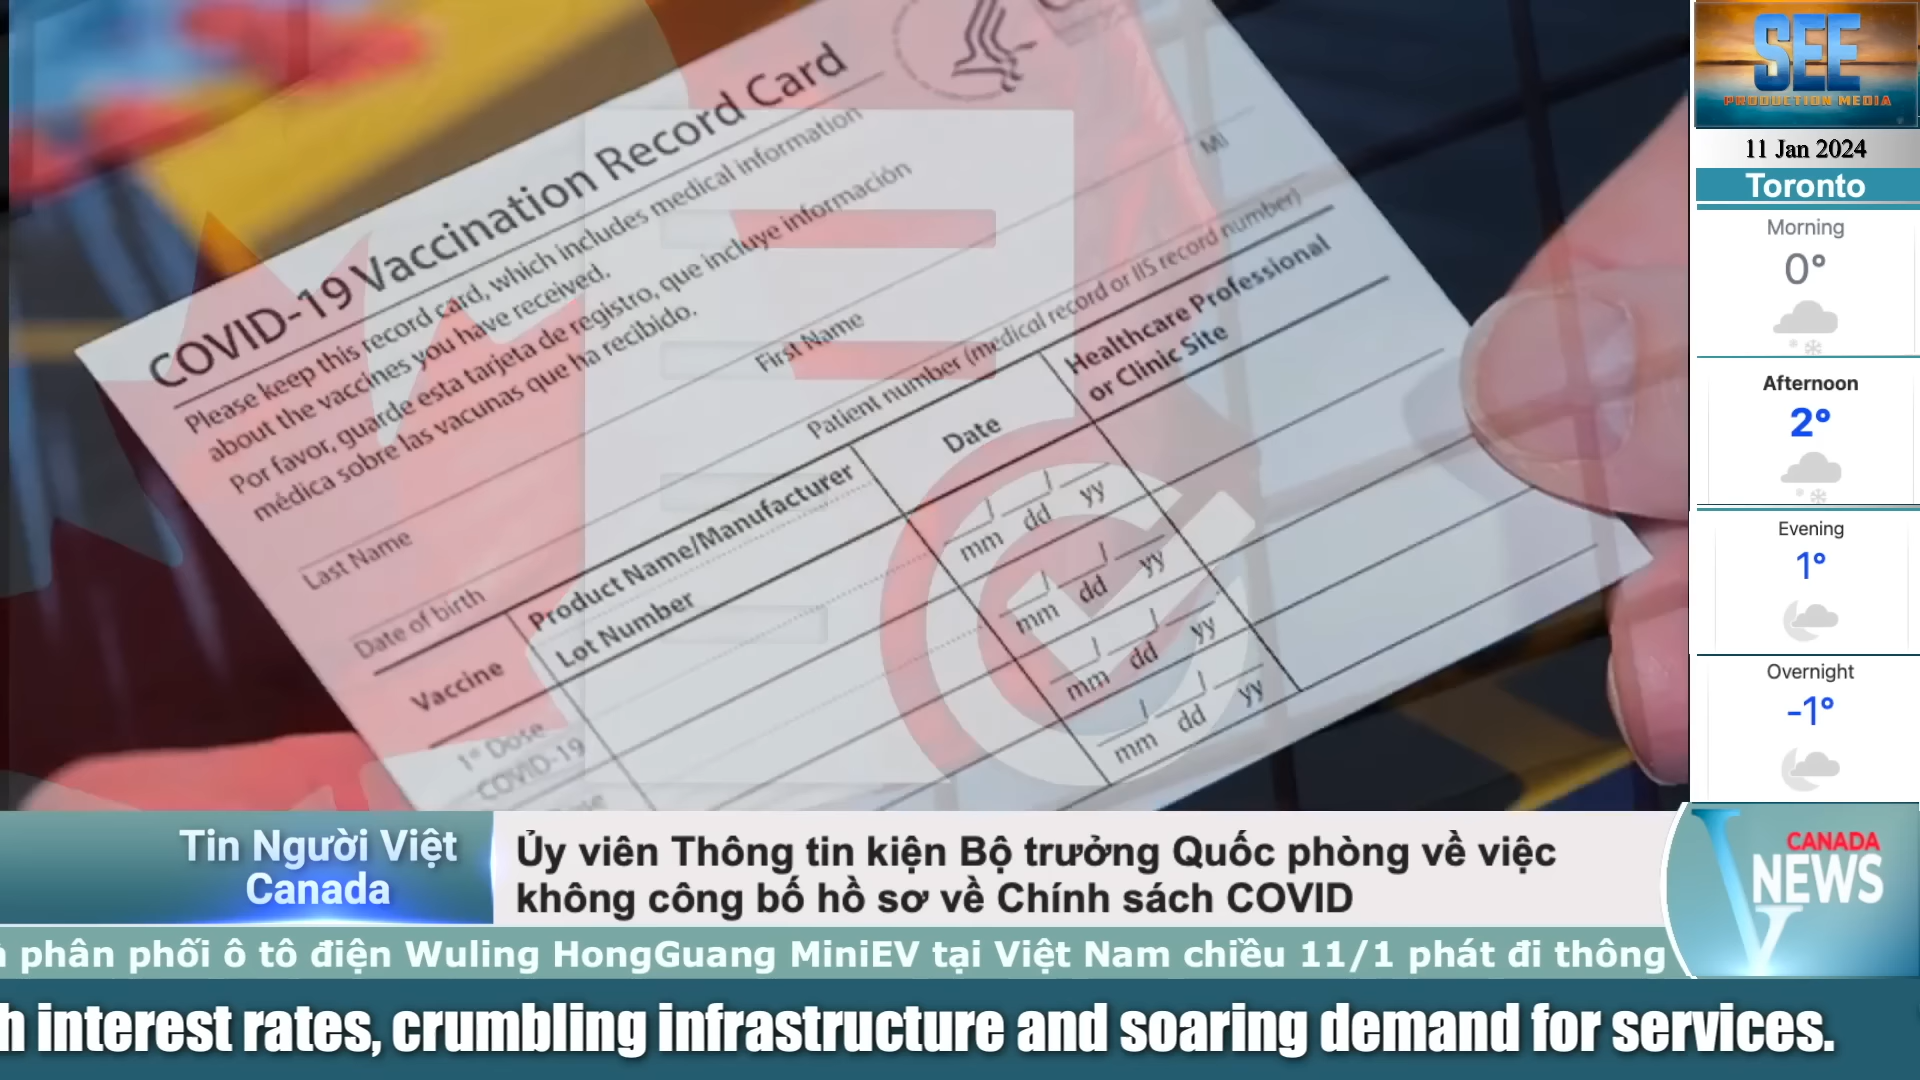 COVID-19 Vaccination Record Card
Please keep this record card, which includes medical information
about the vaccines you have received.
Por favor, guarde esta tarjeta de registro, que incluye información
médica sobre las vacunas que ha recibido.
Last Name
First Name
MI
Date of birth
Patient number (medical record or IIS record number)
Vaccine
Product Name/Manufacturer
Lot Number
Date
Healthcare Professional
or Clinic Site
1st Dose
COVID-19
mm dd yy
mm dd yy
mm dd yy
mm dd yy
SEE
PRODUCTION MEDIA
11 Jan 2024
Toronto
Morning
0°
Afternoon
2°
Evening
1°
Overnight
-1°
Tin Người Việt
Canada
Ủy viên Thông tin kiện Bộ trưởng Quốc phòng về việc
không công bố hồ sơ về Chính sách COVID
CANADA
NEWS
phân phối ô tô điện Wuling HongGuang MiniEV tại Việt Nam chiều 11/1 phát đi thông
interest rates, crumbling infrastructure and soaring demand for services.